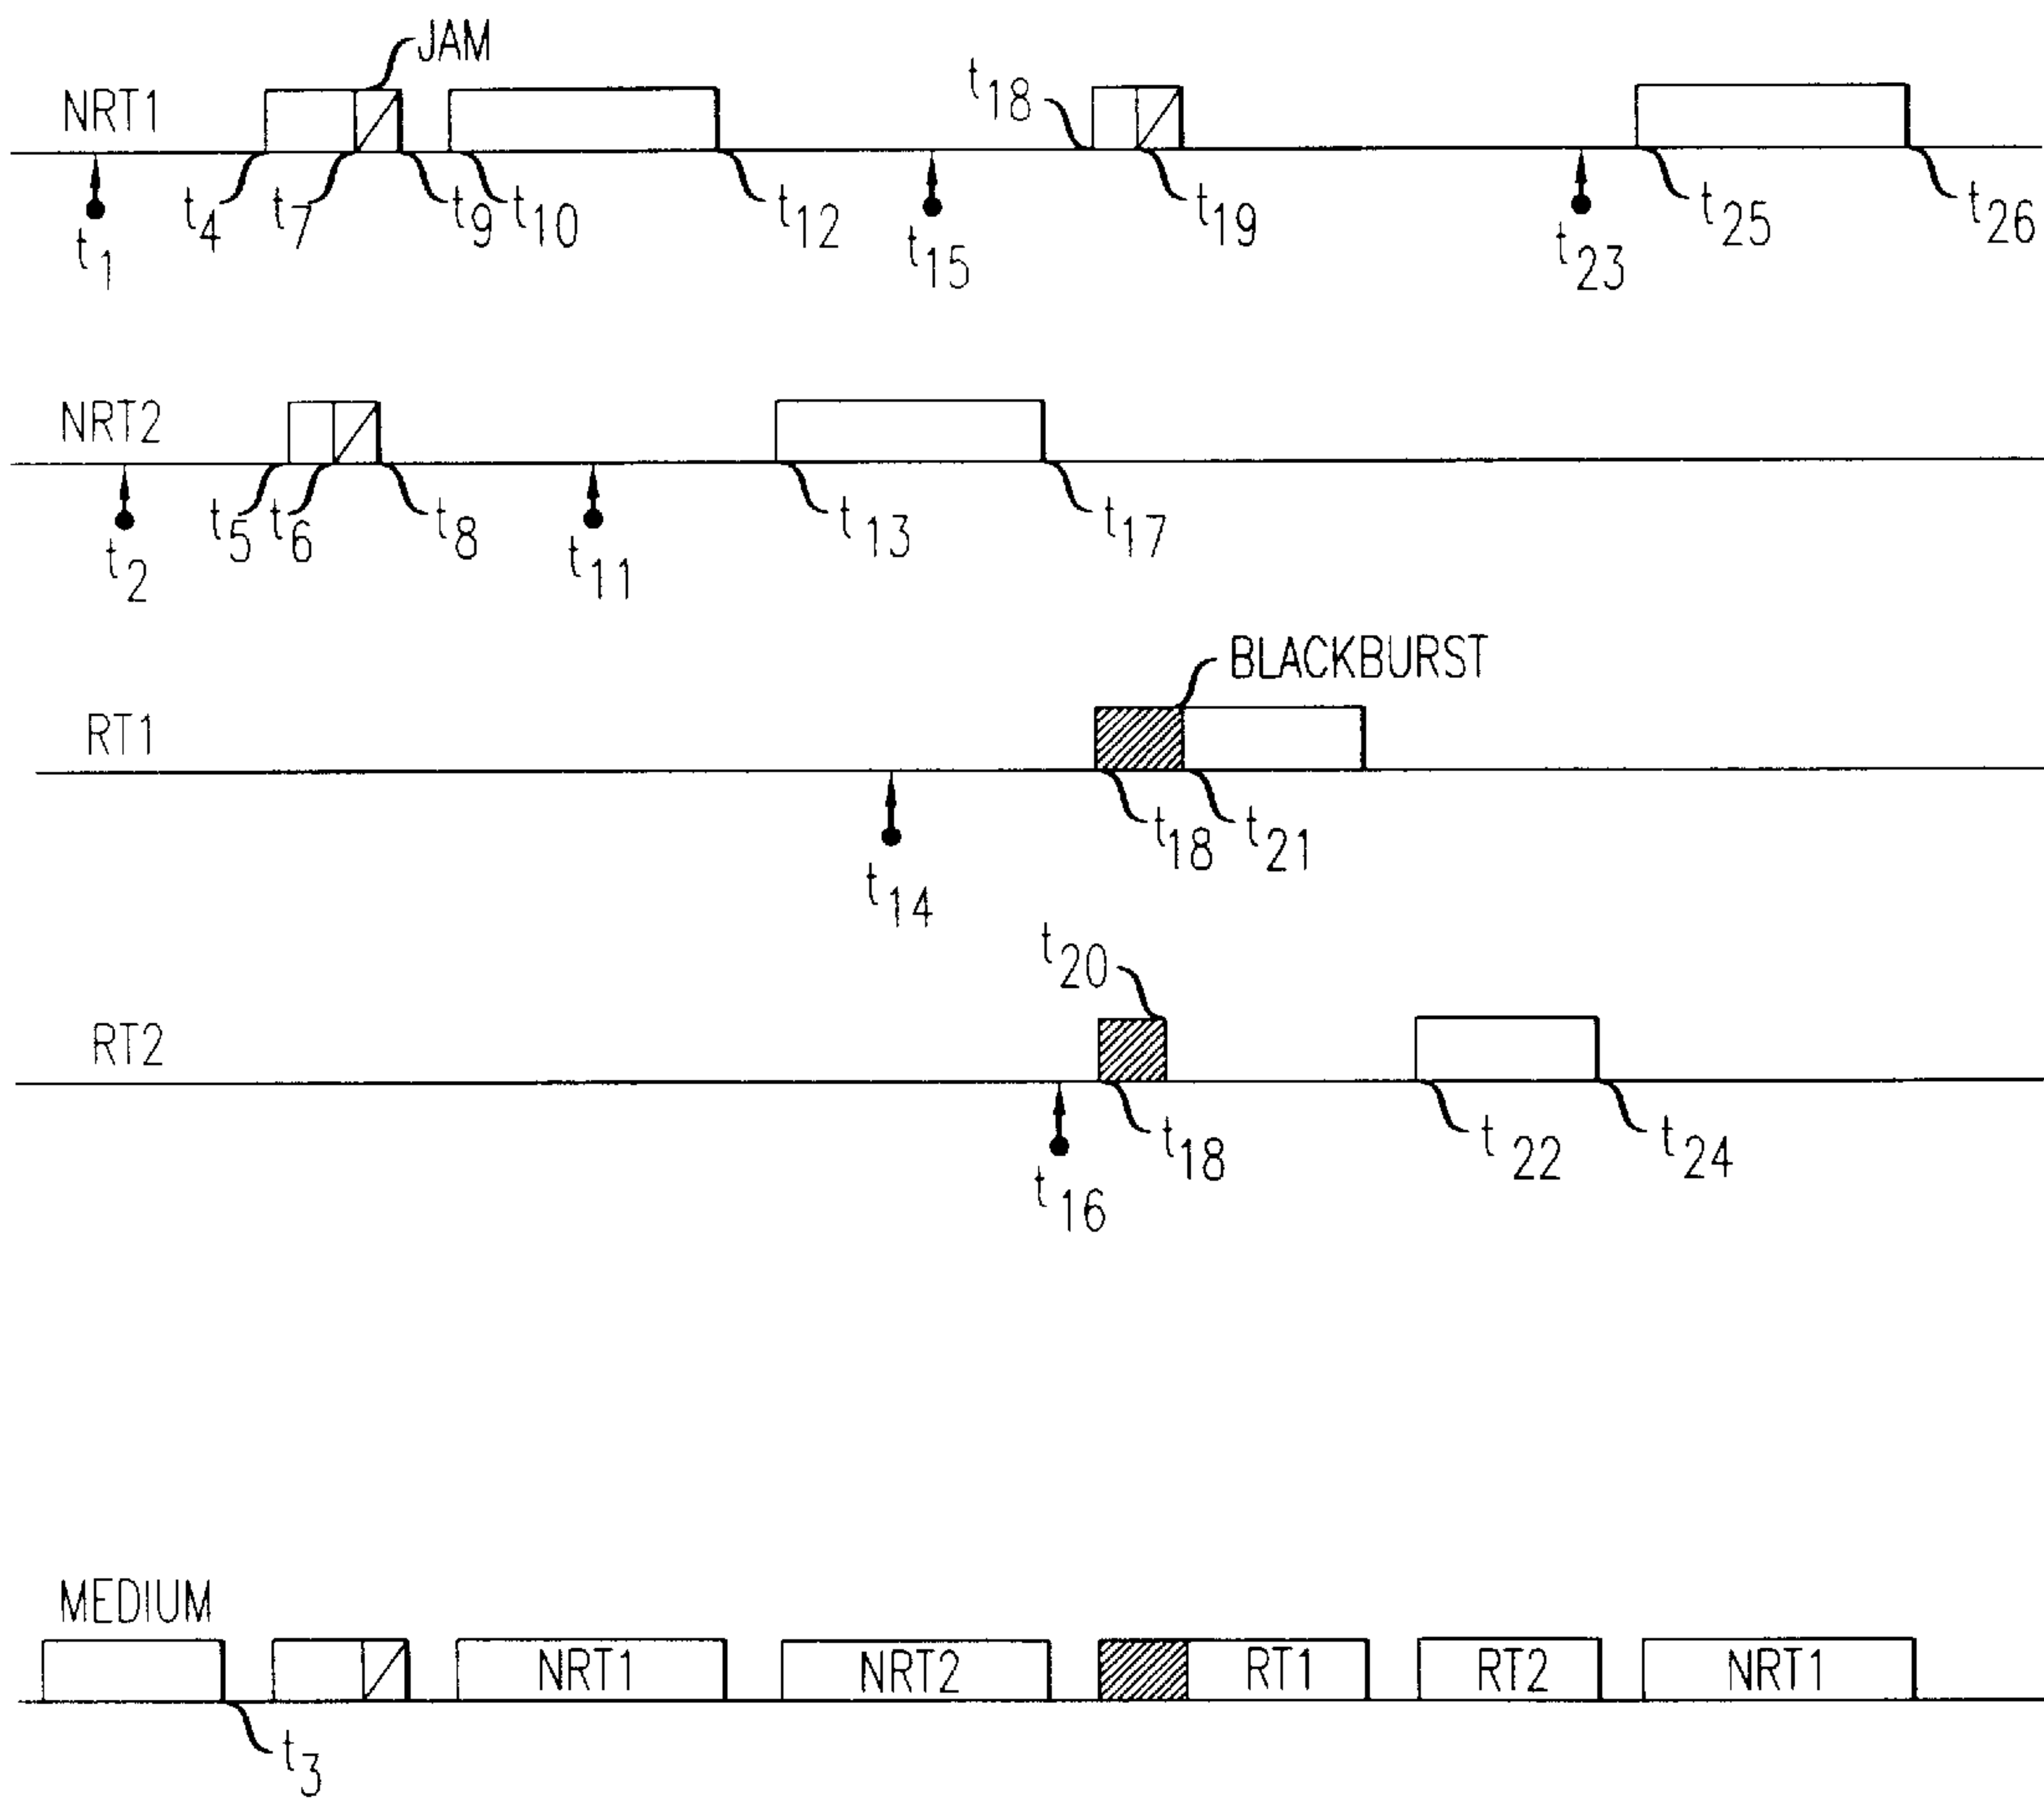 JAM
NRT1
t18
t4 t7 t9 t10 t12 t19 t25 t26
t1 t15 t23
NRT2
t5 t6 t8 t13 t17
t2 t11
BLACKBURST
RT1
t18 t21
t14
t20
RT2
t18 t22 t24
t16
MEDIUM
NRT1 NRT2 RT1 RT2 NRT1
t3